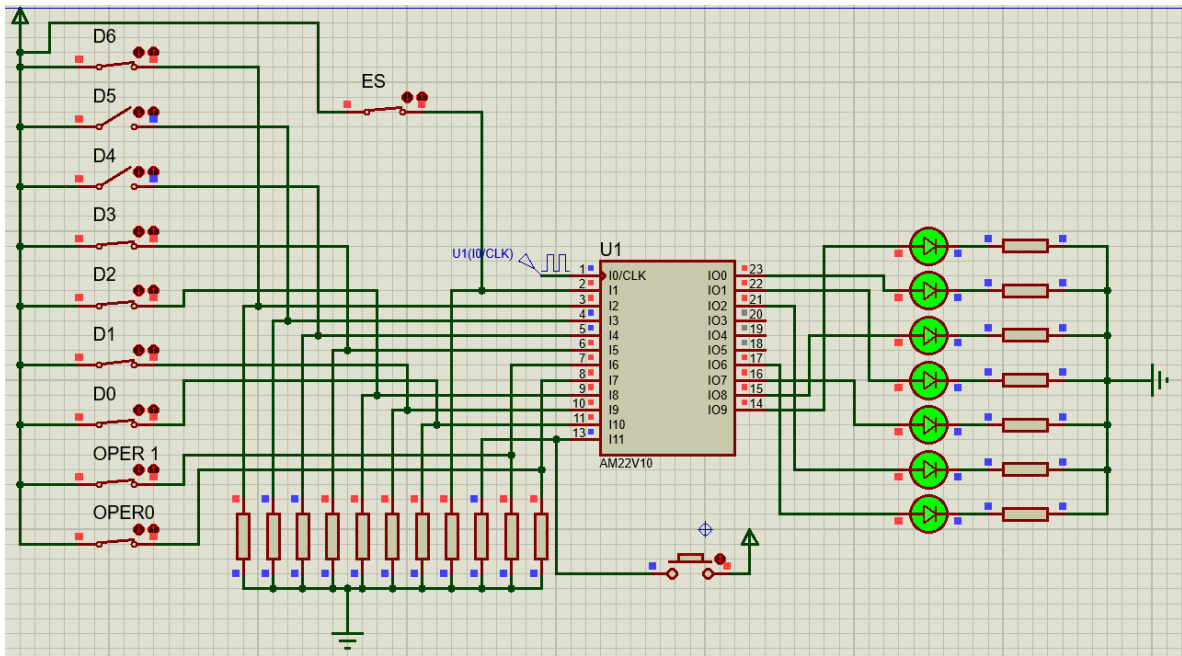 D6
D5
D4
D3
D2
D1
D0
OPER 1
OPER0
ES
U1(I0/CLK)
U1
1 I0/CLK IO0 23
2 I1 IO1 22
3 I2 IO2 21
4 I3 IO3 20
5 I4 IO4 19
6 I5 IO5 18
7 I6 IO6 17
8 I7 IO7 16
9 I8 IO8 15
10 I9 IO9 14
11 I10
13 I11
AM22V10